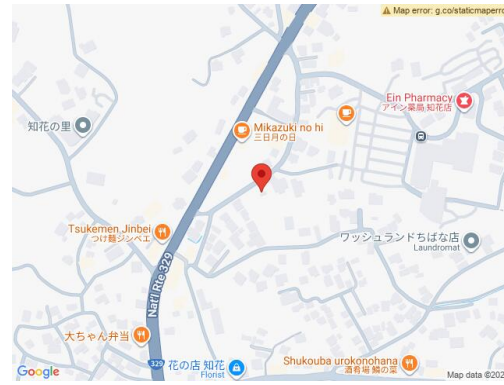 Map error: g.co/staticmaperro
Ein Pharmacy
アイン薬局 知花店
知花の里
Mikazuki no hi
三日月の日
Tsukemen Jinbei
つけ麺ジンベエ
ワッシュランドちばな店
Laundromat
Nat'l Rte 329
大ちゃん弁当
329
花の店 知花
Florist
Shukouba urokonohana
酒肴場 鱗の菜
Google
Map data ©202